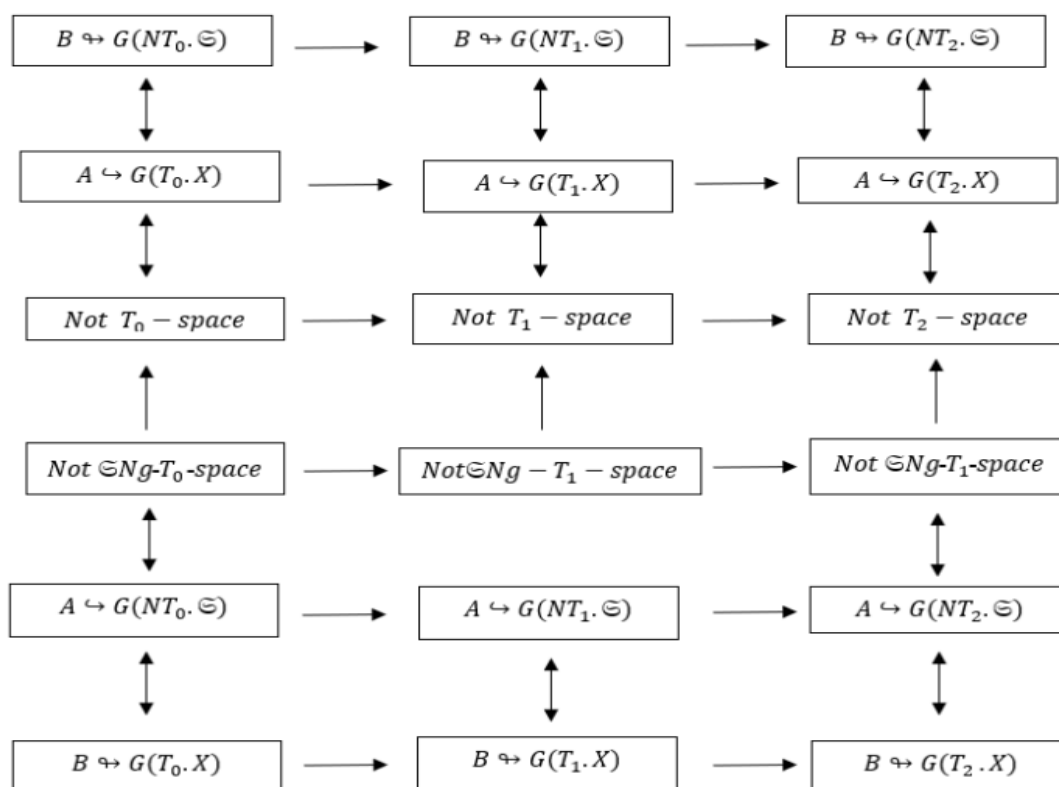 B ↬ G(NT₀. 𝔖)
B ↬ G(NT₁. 𝔖)
B ↬ G(NT₂. 𝔖)
A ↪ G(T₀. X)
A ↪ G(T₁. X)
A ↪ G(T₂. X)
Not T₀ − space
Not T₁ − space
Not T₂ − space
Not 𝔖Ng-T₀-space
Not𝔖Ng − T₁ − space
Not 𝔖Ng-T₁-space
A ↪ G(NT₀. 𝔖)
A ↪ G(NT₁. 𝔖)
A ↪ G(NT₂. 𝔖)
B ↬ G(T₀. X)
B ↬ G(T₁. X)
B ↬ G(T₂. X)